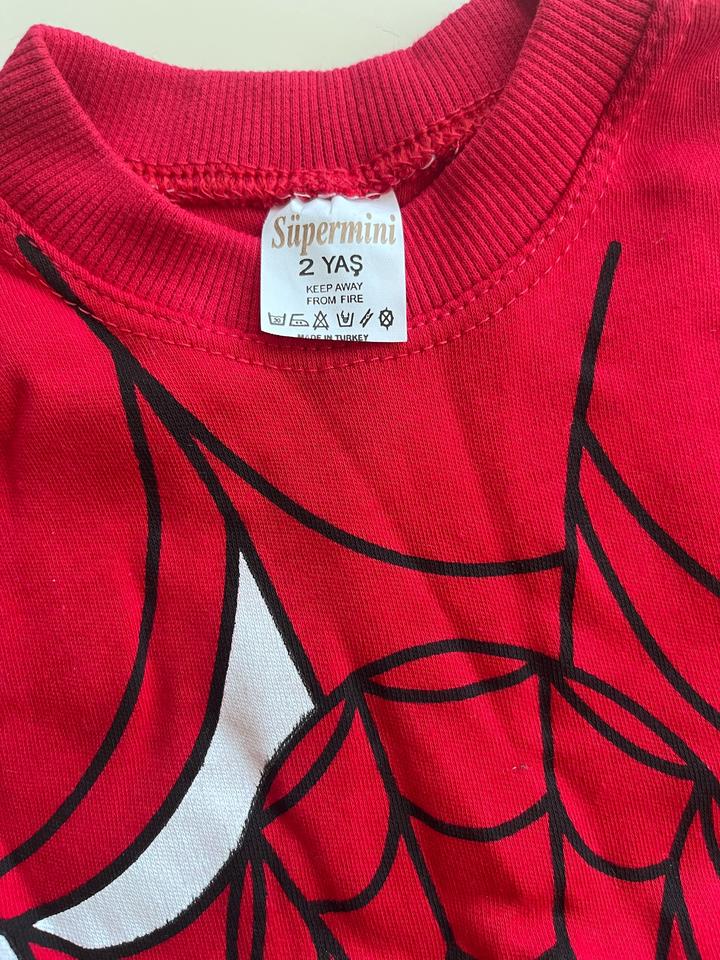 Süpermini
2 YAŞ
KEEP AWAY
FROM FIRE
MADE IN TURKEY